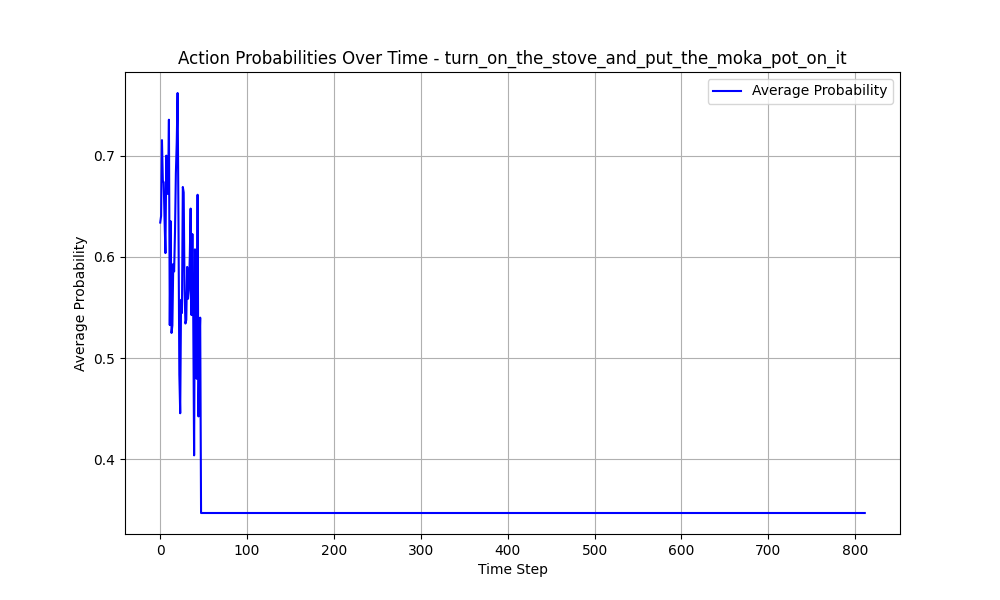 Action Probabilities Over Time - turn_on_the_stove_and_put_the_moka_pot_on_it
Average Probability
0.7
0.6
0.5
0.4
Average Probability
0 100 200 300 400 500 600 700 800
Time Step